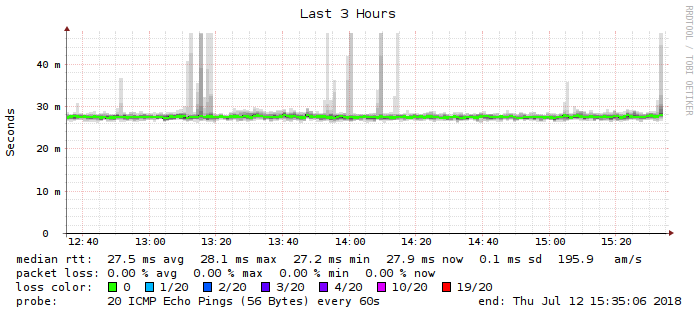 Last 3 Hours
RRDTOOL / TOBI OETIKER
Seconds
40 m
30 m
20 m
10 m
0
12:40 13:00 13:20 13:40 14:00 14:20 14:40 15:00 15:20
median rtt: 27.5 ms avg 28.1 ms max 27.2 ms min 27.9 ms now 0.1 ms sd 195.9 am/s
packet loss: 0.00 % avg 0.00 % max 0.00 % min 0.00 % now
loss color: 0 1/20 2/20 3/20 4/20 10/20 19/20
probe: 20 ICMP Echo Pings (56 Bytes) every 60s end: Thu Jul 12 15:35:06 2018